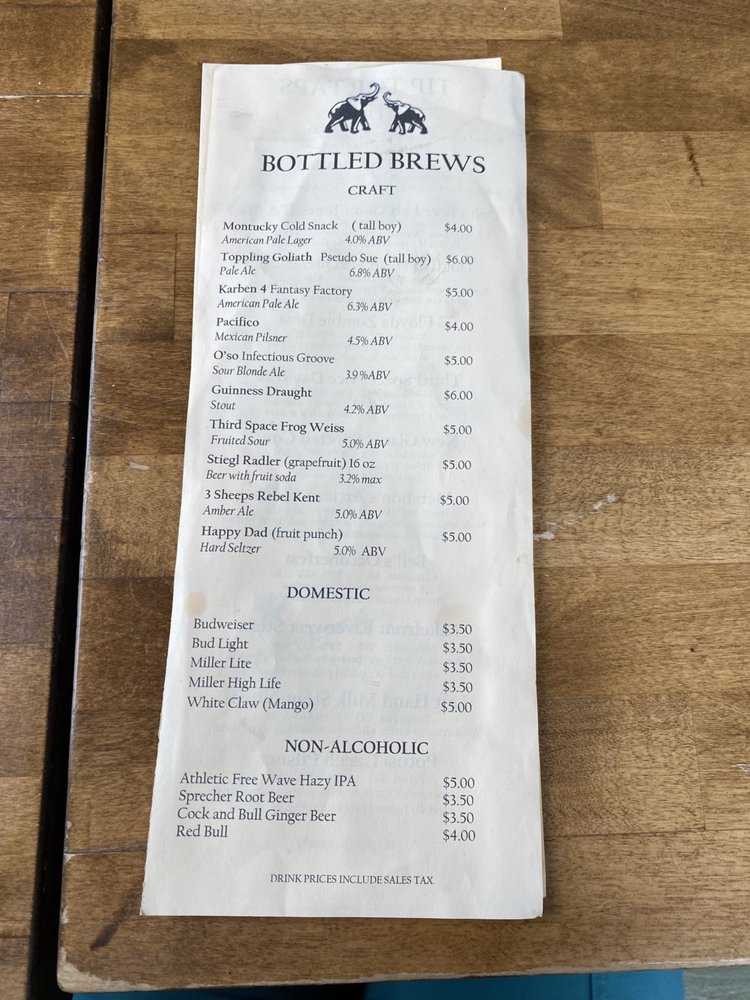 BOTTLED BREWS
CRAFT
Montucky Cold Snack ( tall boy) $4.00
American Pale Lager 4.0% ABV
Toppling Goliath Pseudo Sue (tall boy) $6.00
Pale Ale 6.8% ABV
Karben 4 Fantasy Factory $5.00
American Pale Ale 6.3% ABV
Pacifico $4.00
Mexican Pilsner 4.5% ABV
O'so Infectious Groove $5.00
Sour Blonde Ale 3.9 %ABV
Guinness Draught $6.00
Stout 4.2% ABV
Third Space Frog Weiss $5.00
Fruited Sour 5.0% ABV
Stiegl Radler (grapefruit) 16 oz $5.00
Beer with fruit soda 3.2% max
3 Sheeps Rebel Kent $5.00
Amber Ale 5.0% ABV
Happy Dad (fruit punch) $5.00
Hard Seltzer 5.0% ABV
DOMESTIC
Budweiser $3.50
Bud Light $3.50
Miller Lite $3.50
Miller High Life $3.50
White Claw (Mango) $5.00
NON-ALCOHOLIC
Athletic Free Wave Hazy IPA $5.00
Sprecher Root Beer $3.50
Cock and Bull Ginger Beer $3.50
Red Bull $4.00
DRINK PRICES INCLUDE SALES TAX.